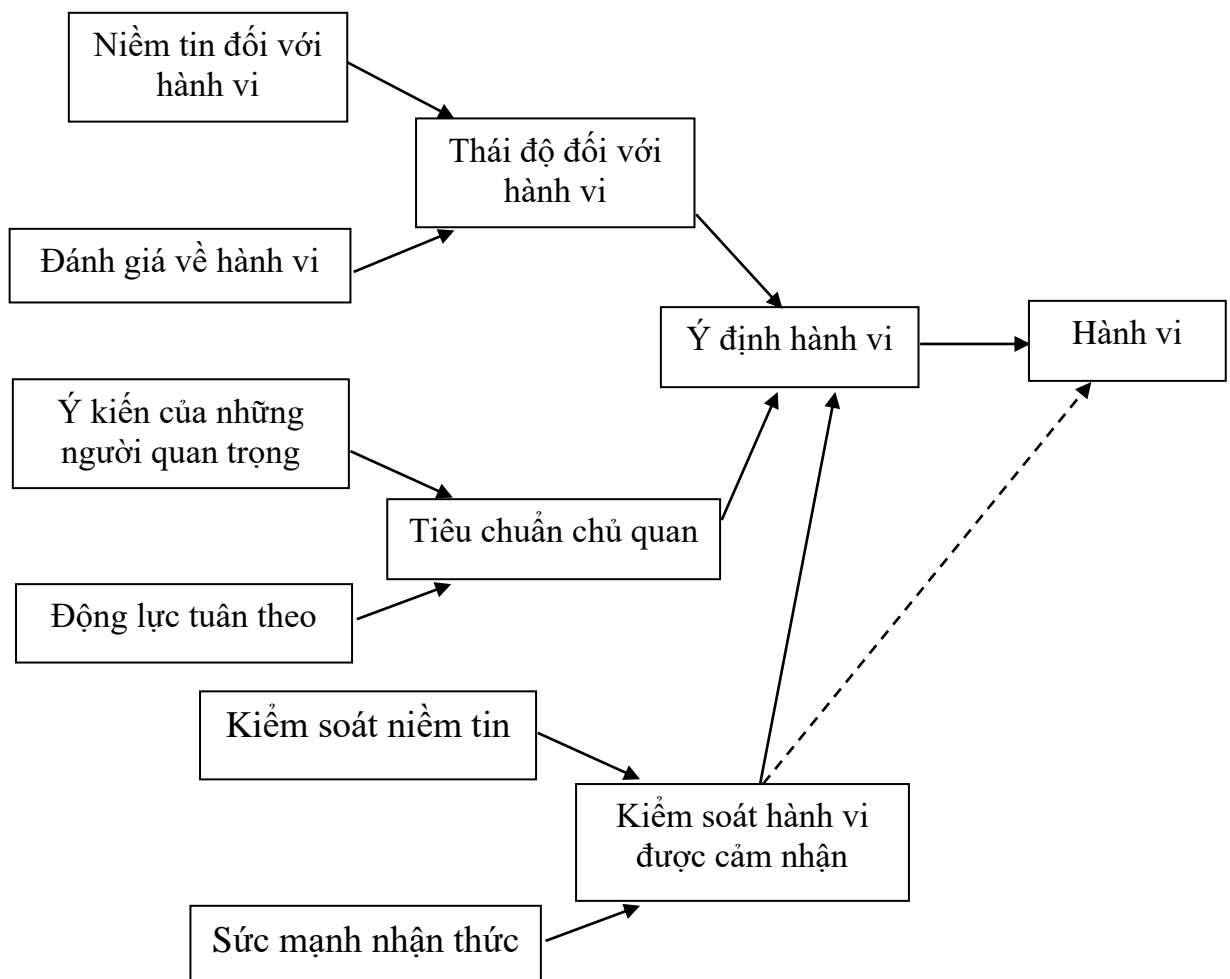 Niềm tin đối với
hành vi
Thái độ đối với
hành vi
Đánh giá về hành vi
Ý định hành vi
Hành vi
Ý kiến của những
người quan trọng
Tiêu chuẩn chủ quan
Động lực tuân theo
Kiểm soát niềm tin
Kiểm soát hành vi
được cảm nhận
Sức mạnh nhận thức